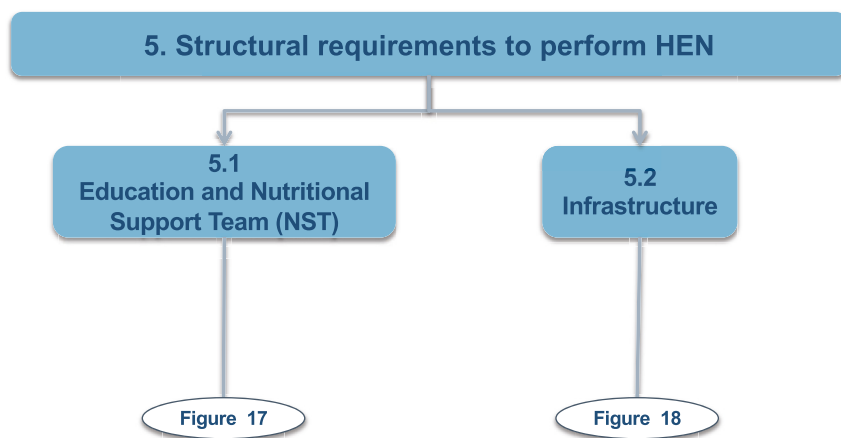 5. Structural requirements to perform HEN
5.1
Education and Nutritional
Support Team (NST)
5.2
Infrastructure
Figure 17
Figure 18